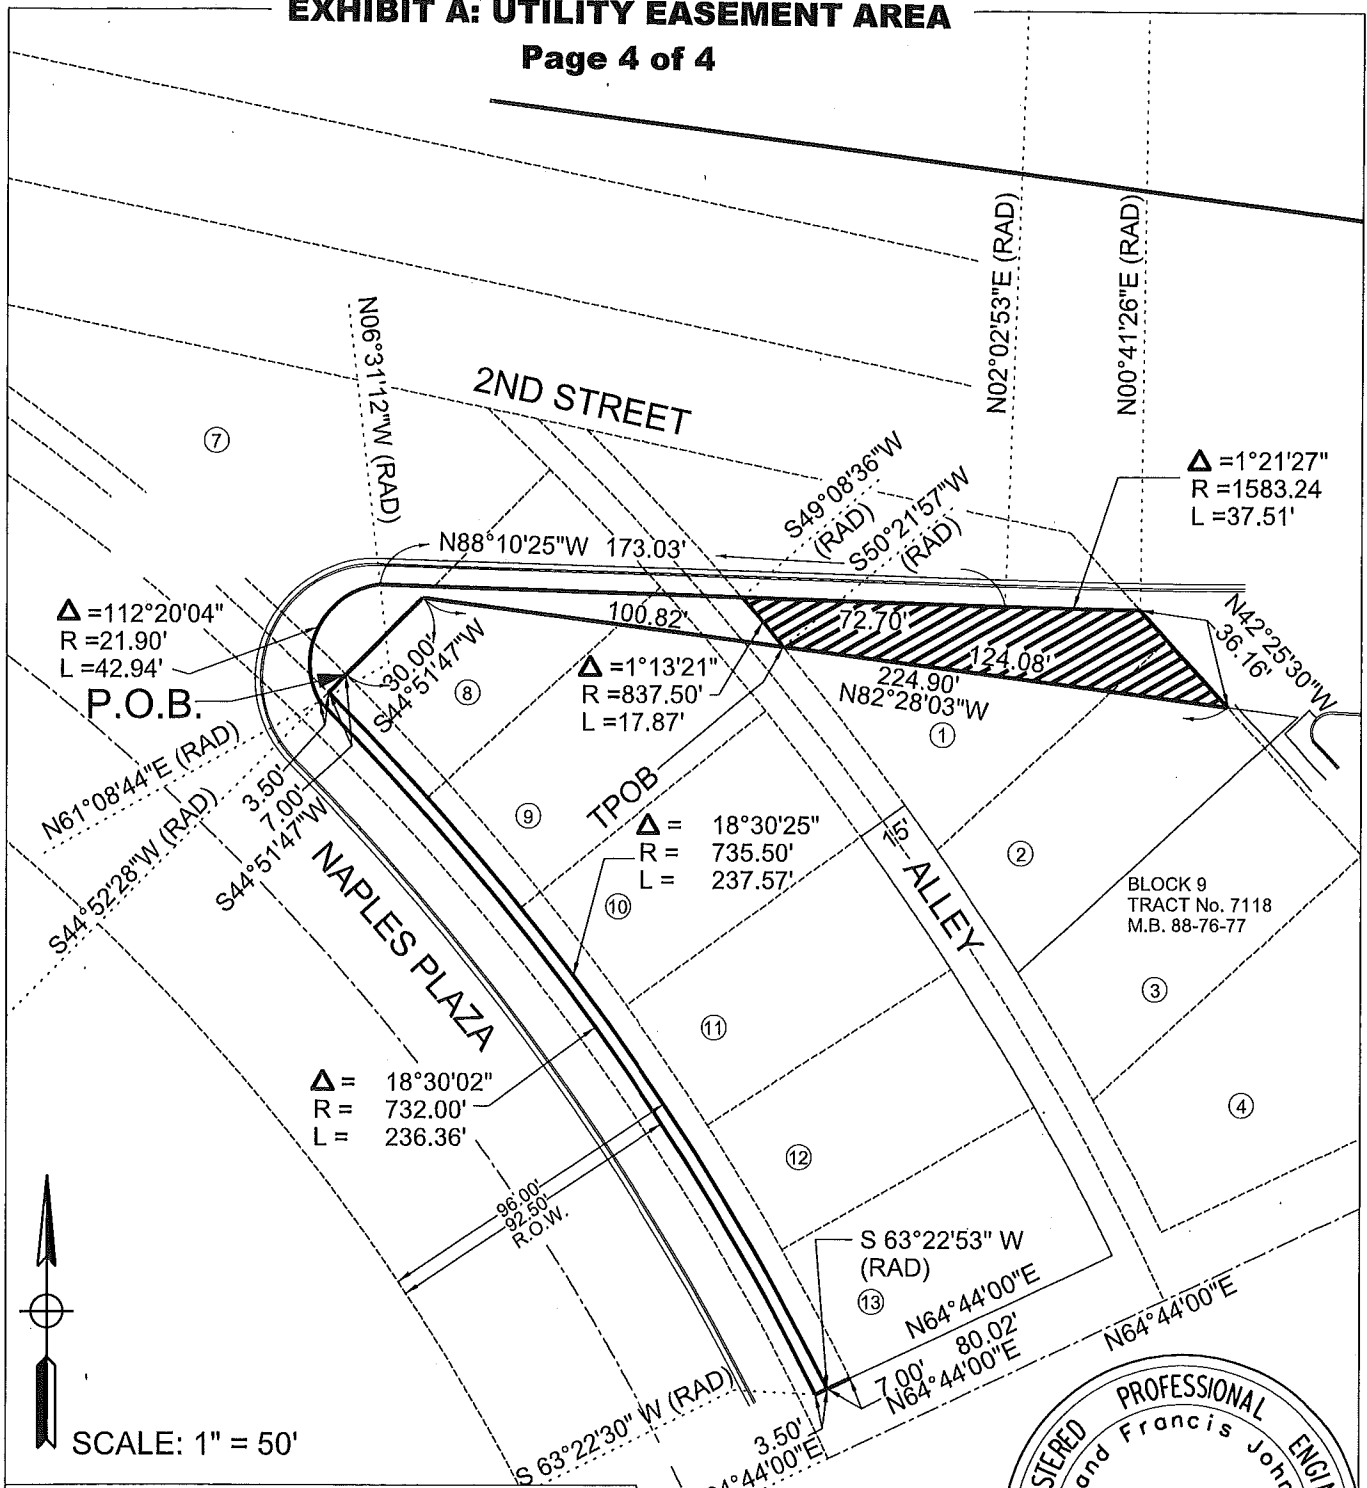 EXHIBIT A: UTILITY EASEMENT AREA
Page 4 of 4
N02°02'53"E (RAD)
N00°41'26"E (RAD)
N06°31'12"W (RAD)
2ND STREET
7
S49°08'36"W
(RAD)
S50°21'57"W
(RAD)
Δ =1°21'27"
R =1583.24
L =37.51'
N88°10'25"W 173.03'
Δ =112°20'04"
R =21.90'
L =42.94'
P.O.B.
30.00'
S44°51'47"W
8
100.82'
72.70'
124.08'
224.90'
N82°28'03"W
N42°25'30"W
36.16'
Δ =1°13'21"
R =837.50'
L =17.87'
1
N61°08'44"E (RAD)
3.50'
7.00'
S44°51'47"W
S44°52'28"W (RAD)
TPOB
9
Δ = 18°30'25"
R = 735.50'
L = 237.57'
15
ALLEY
2
BLOCK 9
TRACT No. 7118
M.B. 88-76-77
10
NAPLES PLAZA
3
11
Δ = 18°30'02"
R = 732.00'
L = 236.36'
4
12
96.00'
92.50'
R.O.W.
S 63°22'53" W
(RAD)
13
N64°44'00"E
80.02'
7.00'
N64°44'00"E
N64°44'00"E
S 63°22'30" W (RAD)
3.50'
4°44'00"E
SCALE: 1" = 50'
STERED PROFESSIONAL ENGI
and Francis John